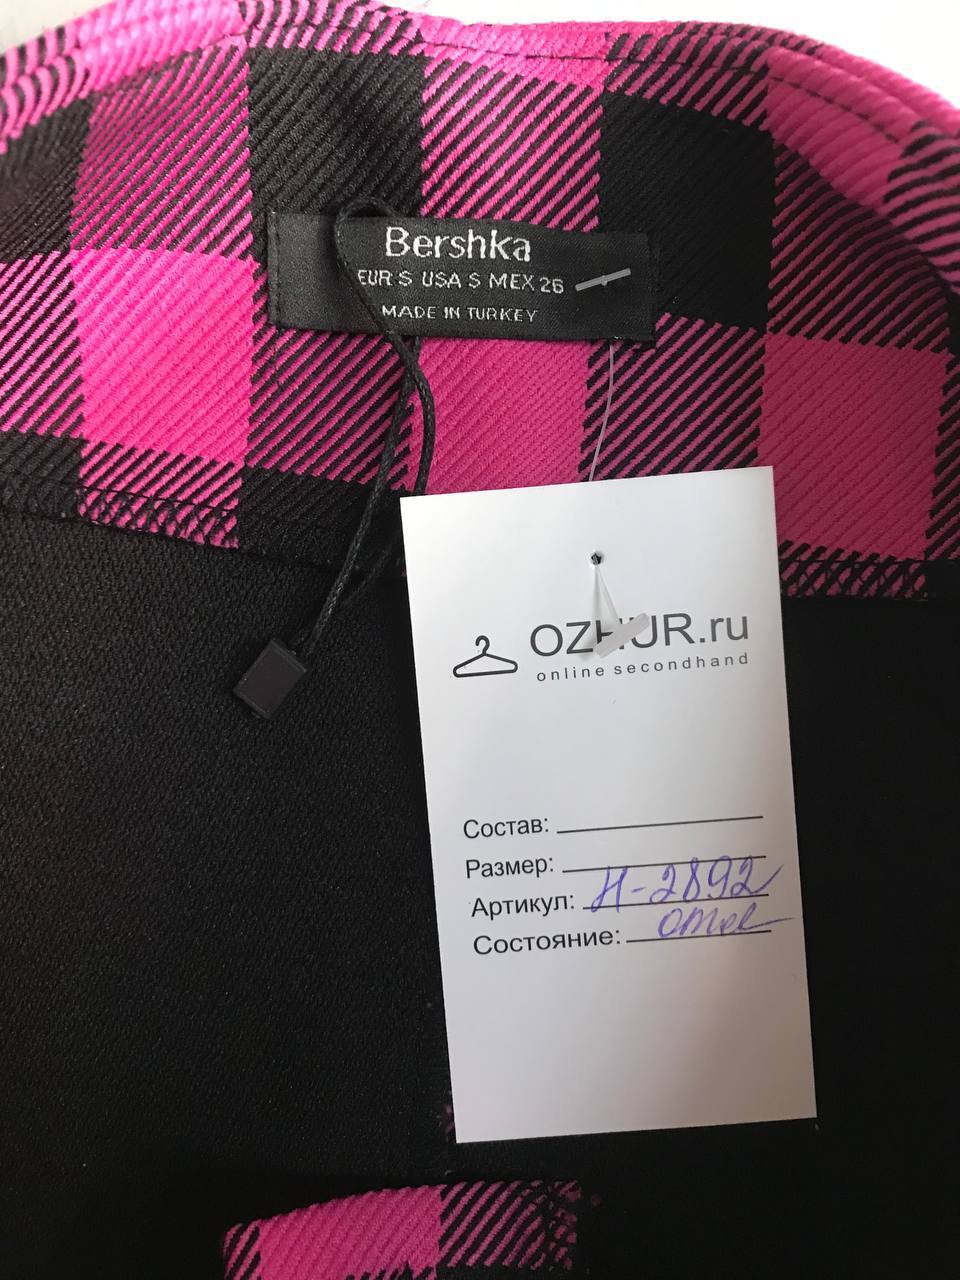 Bershka
EUR S USA S MEX 26
MADE IN TURKEY
OZHUR.ru
online secondhand
Состав:
Размер:
Артикул: Н-2892
Состояние: отл